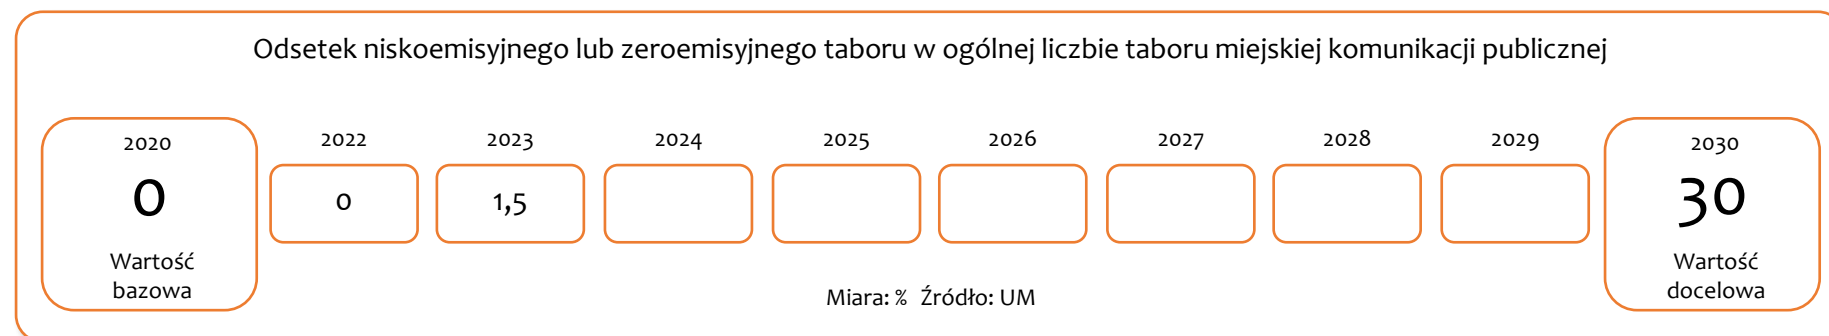 Odsetek niskoemisyjnego lub zeroemisyjnego taboru w ogólnej liczbie taboru miejskiej komunikacji publicznej
2020
0
Wartość
bazowa
2022
0
2023
1,5
2024
2025
2026
2027
2028
2029
2030
30
Wartość
docelowa
Miara: % Źródło: UM